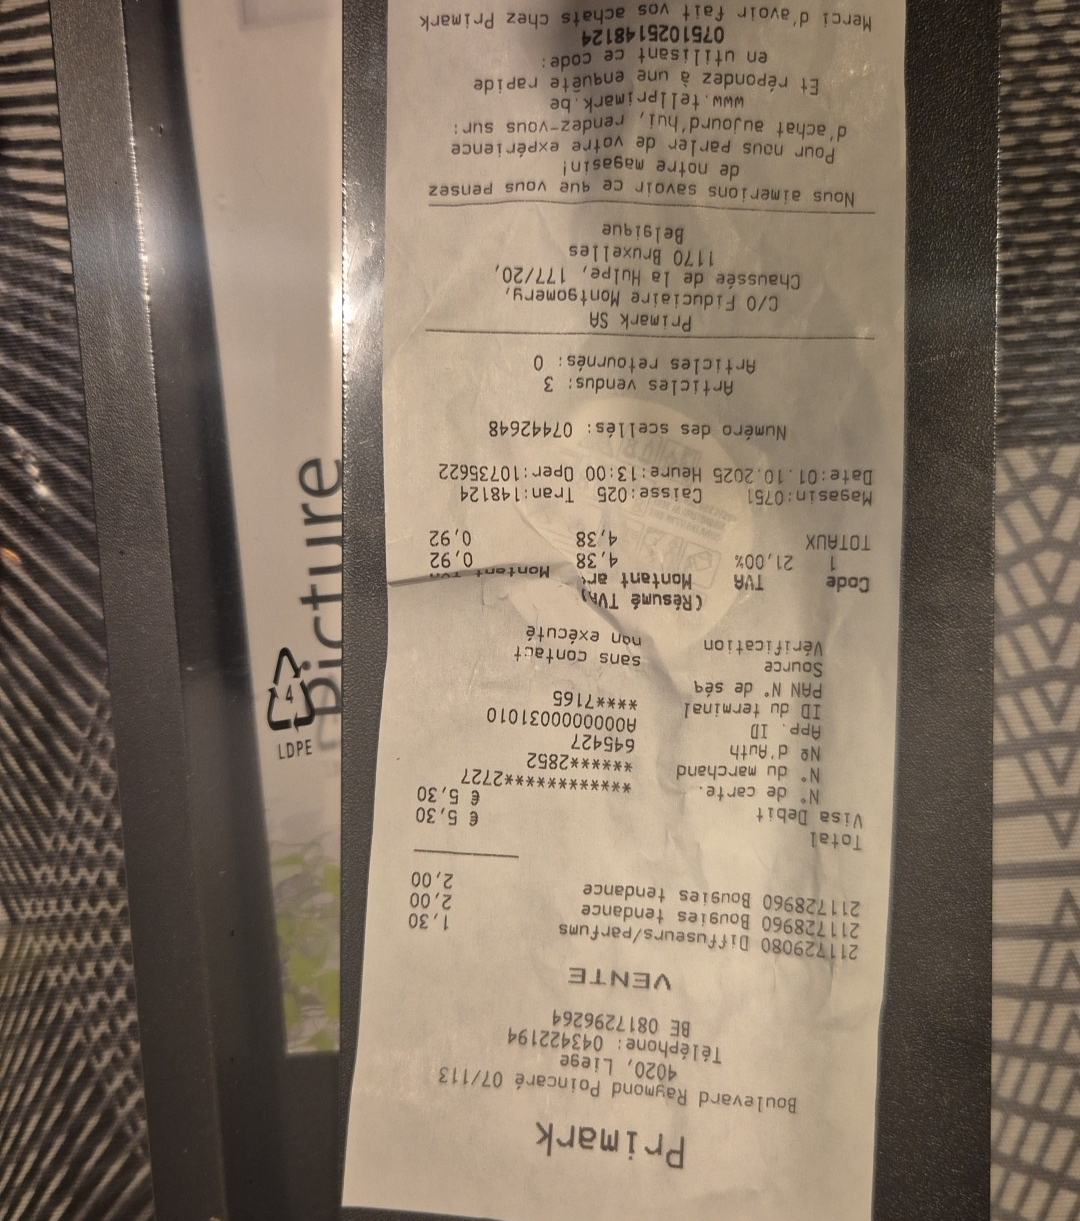 Primark
Boulevard Raymond Poincaré 07/113
4020, Liege
Téléphone: 043422194
BE 0817296264
VENTE
211729080 Diffuseurs/parfums 1,30
211728960 Bougies tendance 2,00
211728960 Bougies tendance 2,00
Total € 5,30
Visa Debit € 5,30
N° de carte. ***************2727
N° du marchand *******2852
Nº d'Auth 645427
App. ID A0000000031010
ID du terminal ****7165
PAN N° de séq
Source sans contact
Vérification non exécuté
(Résumé TVA)
Code TVA Montant Montant TVA
1 21,00% 4,38 0,92
TOTAUX 4,38 0,92
Magasin:0751 Caisse:025 Tran:148124
Date:01.10.2025 Heure:13:00 Oper:10735622
Numéro des scellés: 07442648
Articles vendus: 3
Articles retournés: 0
Primark SA
C/O Fiduciaire Montgomery,
Chaussée de la Hulpe, 177/20,
1170 Bruxelles
Belgique
Nous aimerions savoir ce que vous pensez
de notre magasin!
Pour nous parler de votre expérience
d'achat aujourd'hui, rendez-vous sur:
www.tellprimark.be
Et répondez à une enquête rapide
en utilisant ce code:
0751025148124
Merci d'avoir fait vos achats chez Primark
picture
4
LDPE